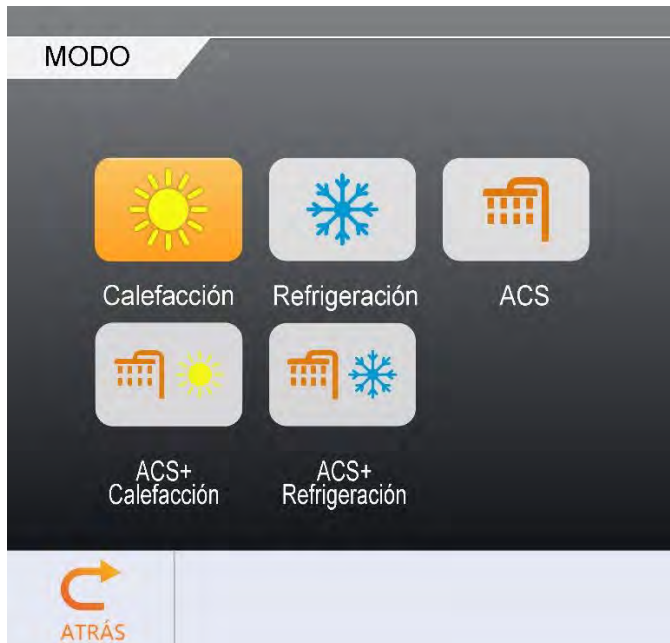 MODO
Calefacción
Refrigeración
ACS
ACS+
Calefacción
ACS+
Refrigeración
ATRÁS